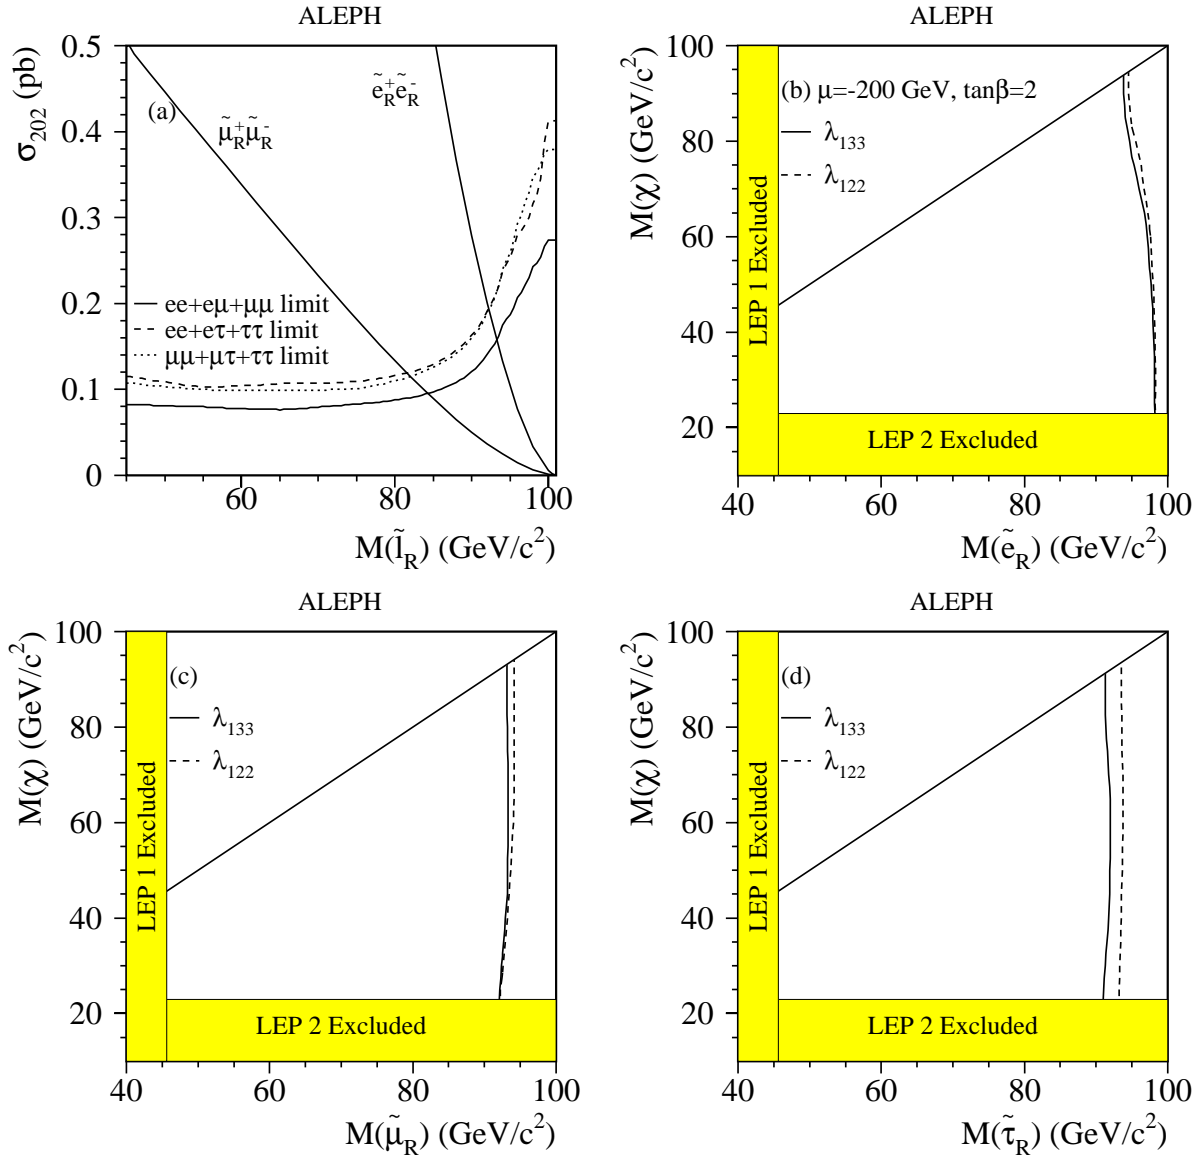 ALEPH
σ202 (pb)
0.5
0.4
0.3
0.2
0.1
0
(a)
μ̃R+μ̃R-
ẽR+ẽR-
ee+eμ+μμ limit
ee+eτ+ττ limit
μμ+μτ+ττ limit
60 80 100
M(l̃R) (GeV/c2)
ALEPH
M(χ) (GeV/c2)
100
80
60
40
20
(b) μ=-200 GeV, tanβ=2
λ133
λ122
LEP 1 Excluded
LEP 2 Excluded
40 60 80 100
M(ẽR) (GeV/c2)
ALEPH
M(χ) (GeV/c2)
100
80
60
40
20
(c)
λ133
λ122
LEP 1 Excluded
LEP 2 Excluded
40 60 80 100
M(μ̃R) (GeV/c2)
ALEPH
M(χ) (GeV/c2)
100
80
60
40
20
(d)
λ133
λ122
LEP 1 Excluded
LEP 2 Excluded
40 60 80 100
M(τ̃R) (GeV/c2)